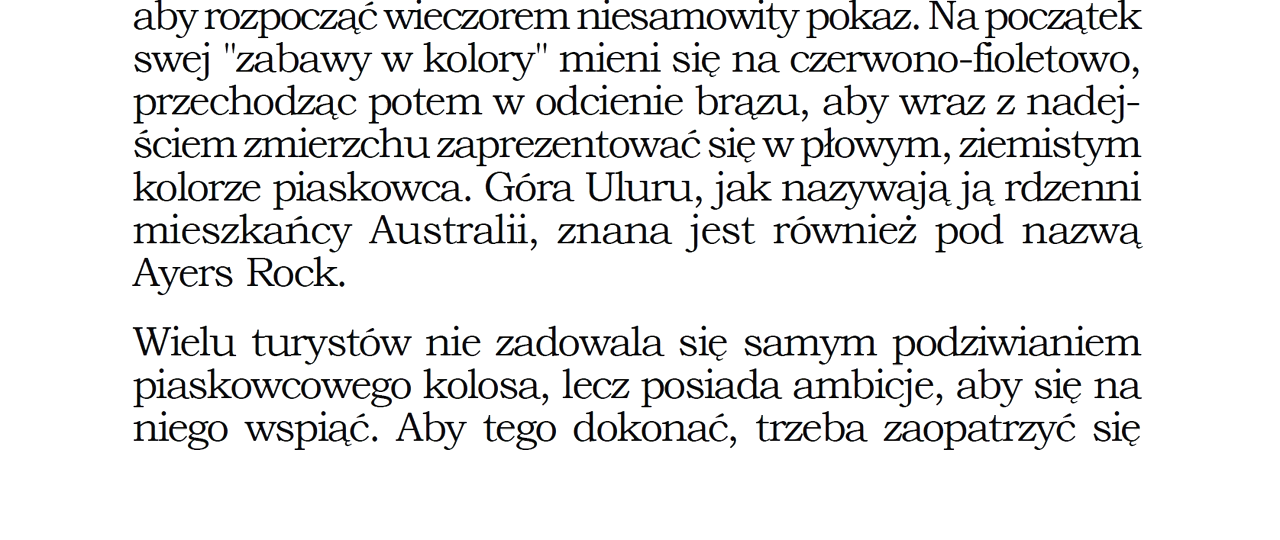 aby rozpocząć wieczorem niesamowity pokaz. Na początek
swej "zabawy w kolory" mieni się na czerwono-fioletowo,
przechodząc potem w odcienie brązu, aby wraz z nadej-
ściem zmierzchu zaprezentować się w płowym, ziemistym
kolorze piaskowca. Góra Uluru, jak nazywają ją rdzenni
mieszkańcy Australii, znana jest również pod nazwą
Ayers Rock.
Wielu turystów nie zadowala się samym podziwianiem
piaskowcowego kolosa, lecz posiada ambicje, aby się na
niego wspiąć. Aby tego dokonać, trzeba zaopatrzyć się